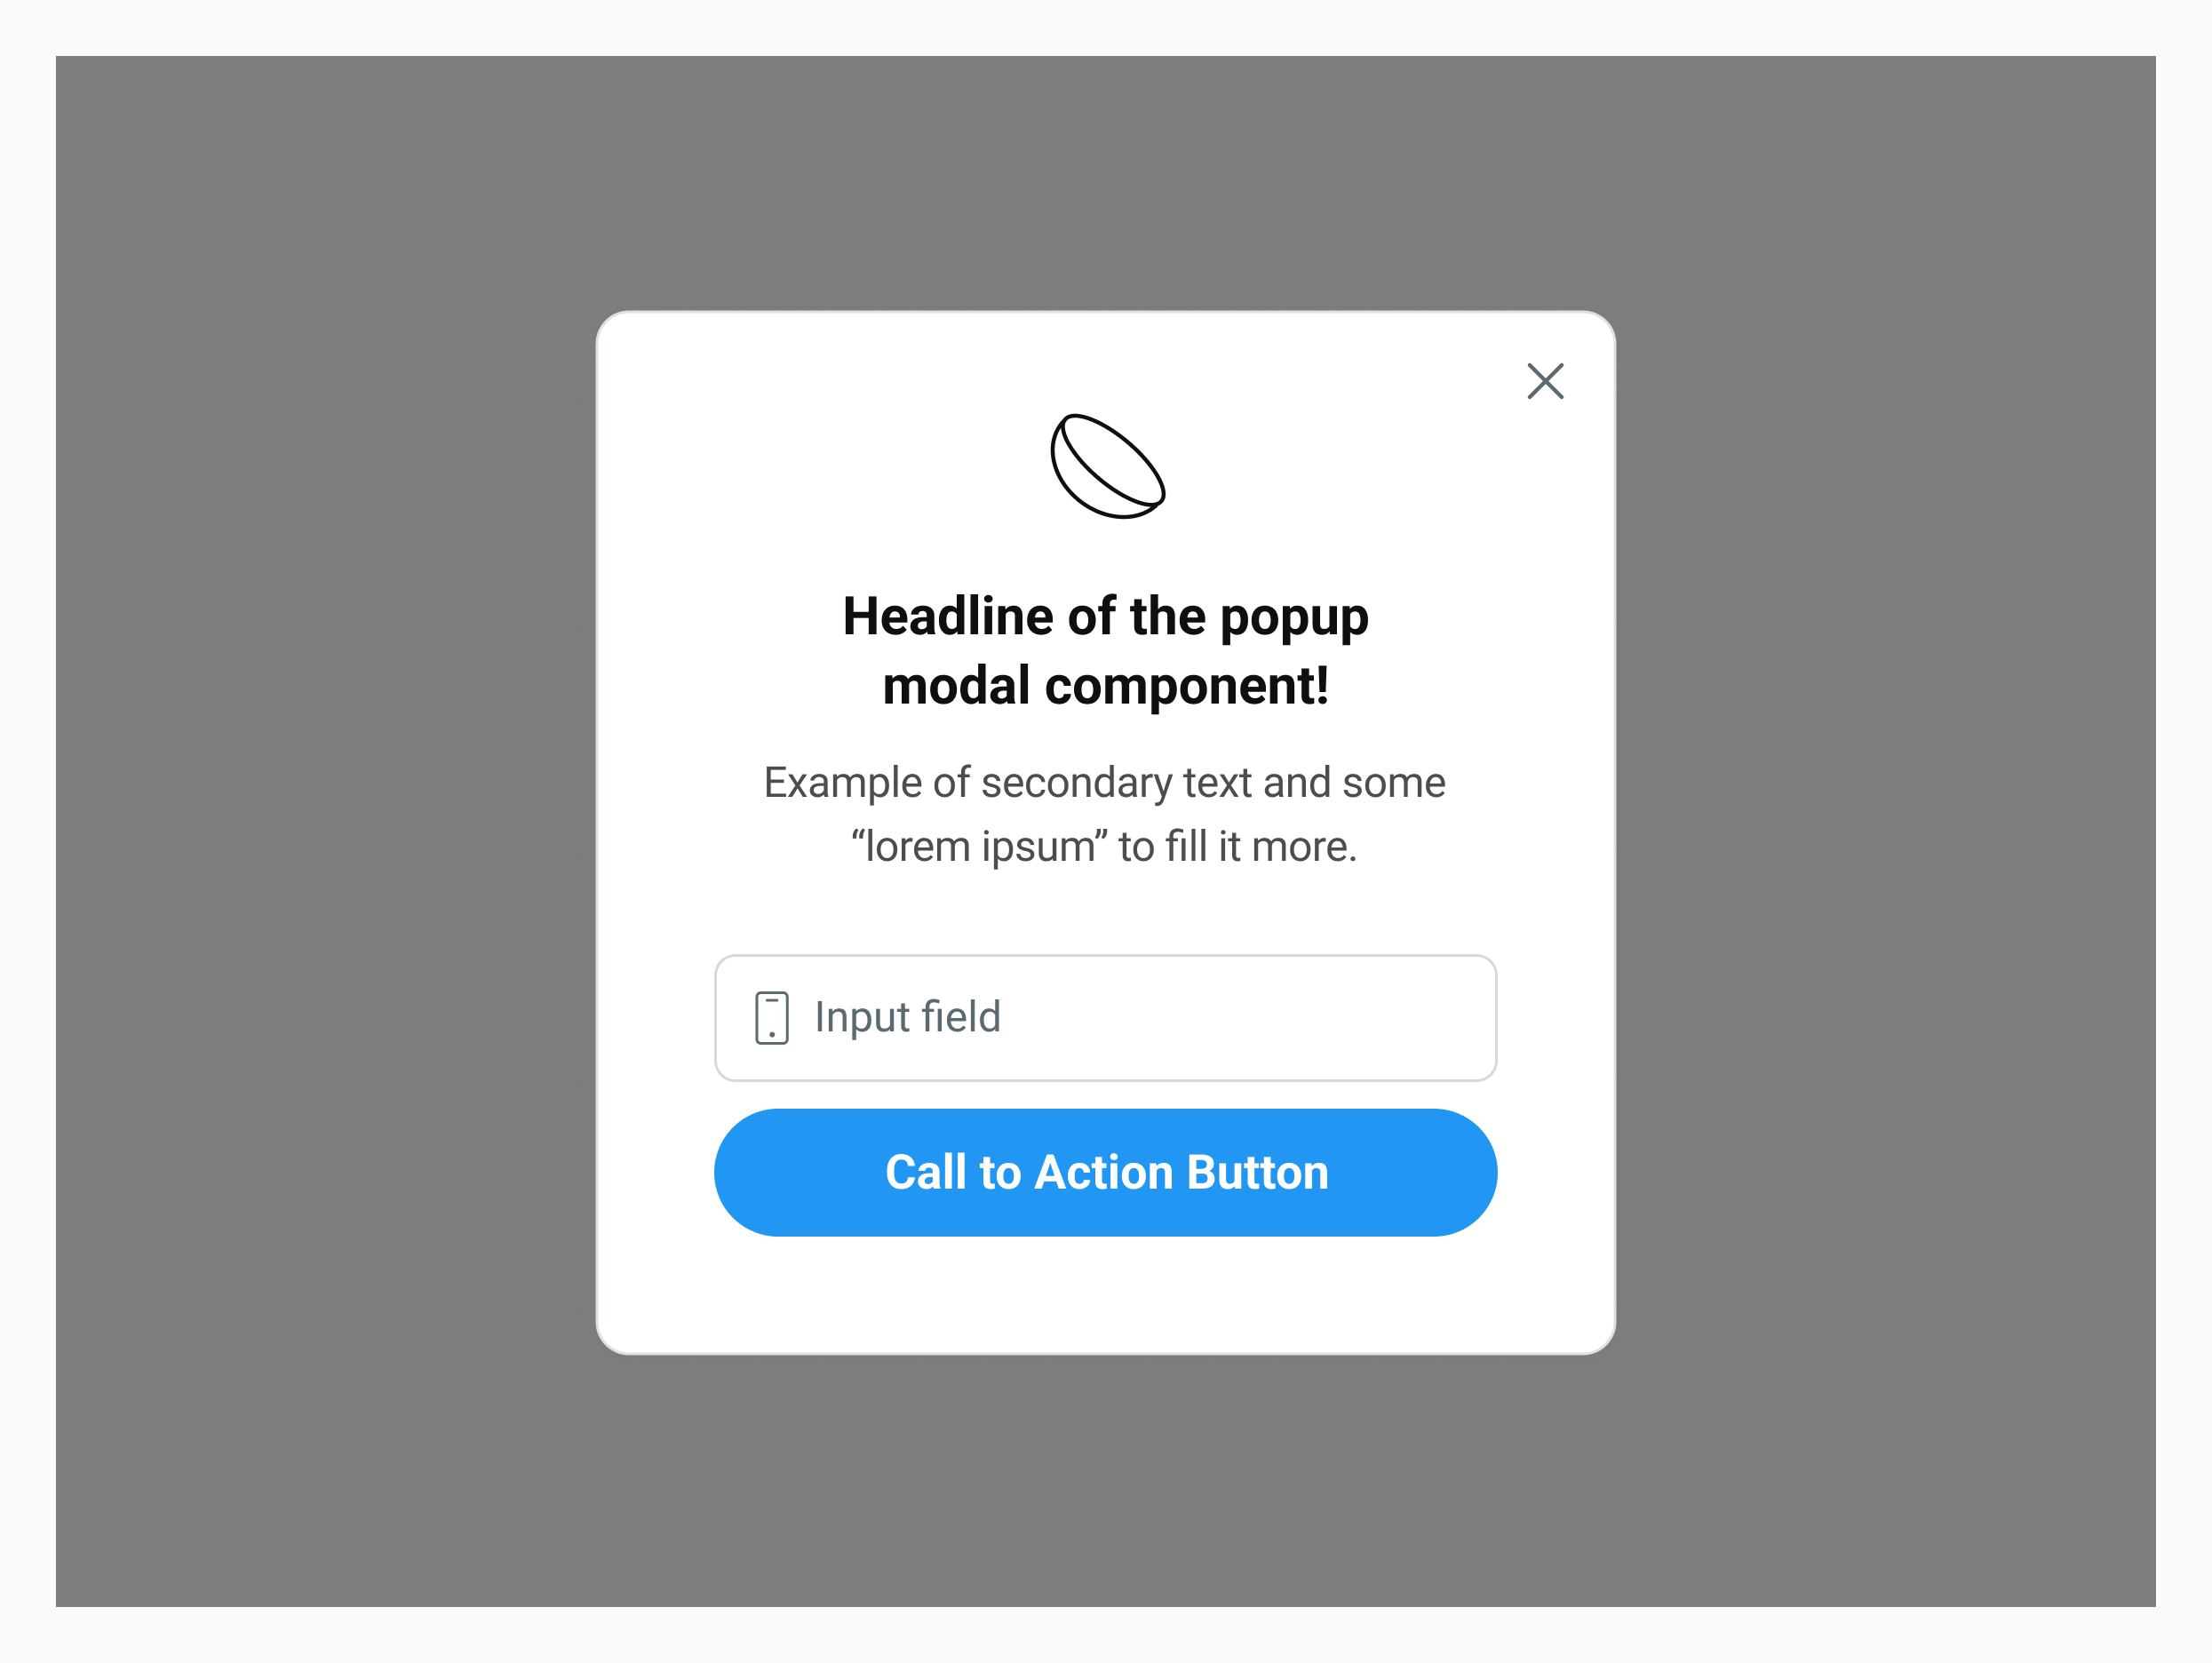 Headline of the popup
modal component!
Example of secondary text and some
“lorem ipsum” to fill it more.
Input field
Call to Action Button